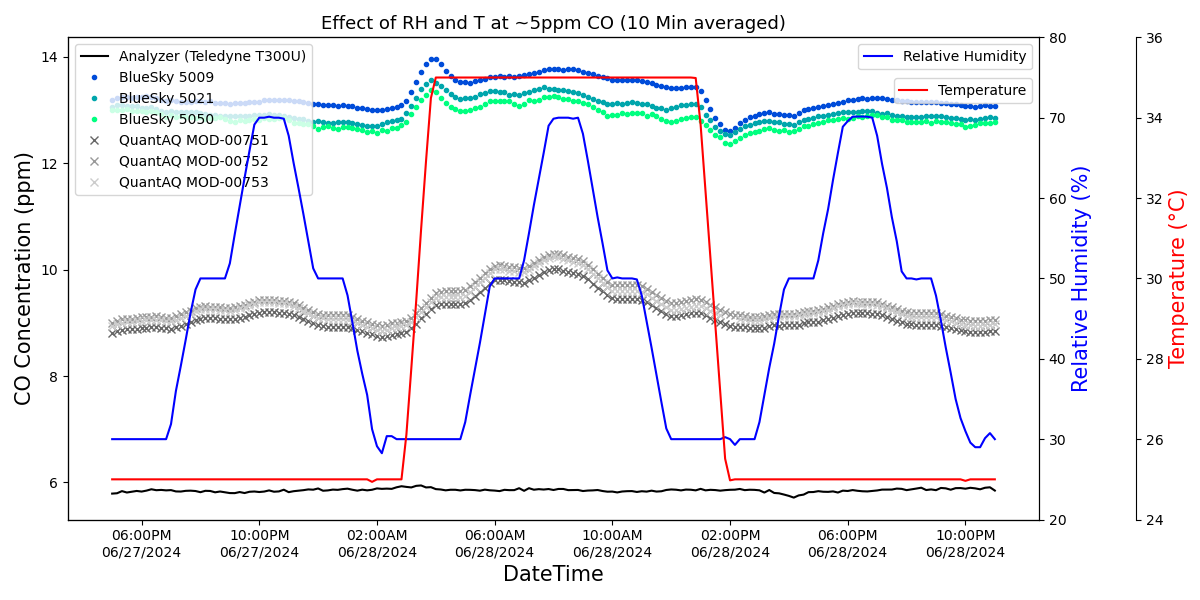 Effect of RH and T at ~5ppm CO (10 Min averaged)
Analyzer (Teledyne T300U)
BlueSky 5009
BlueSky 5021
BlueSky 5050
QuantAQ MOD-00751
QuantAQ MOD-00752
QuantAQ MOD-00753
Relative Humidity
Temperature
CO Concentration (ppm)
14
12
10
8
6
80
70
60
50
40
30
20
Relative Humidity (%)
36
34
32
30
28
26
24
Temperature (°C)
06:00PM
06/27/2024
10:00PM
06/27/2024
02:00AM
06/28/2024
06:00AM
06/28/2024
10:00AM
06/28/2024
02:00PM
06/28/2024
06:00PM
06/28/2024
10:00PM
06/28/2024
DateTime